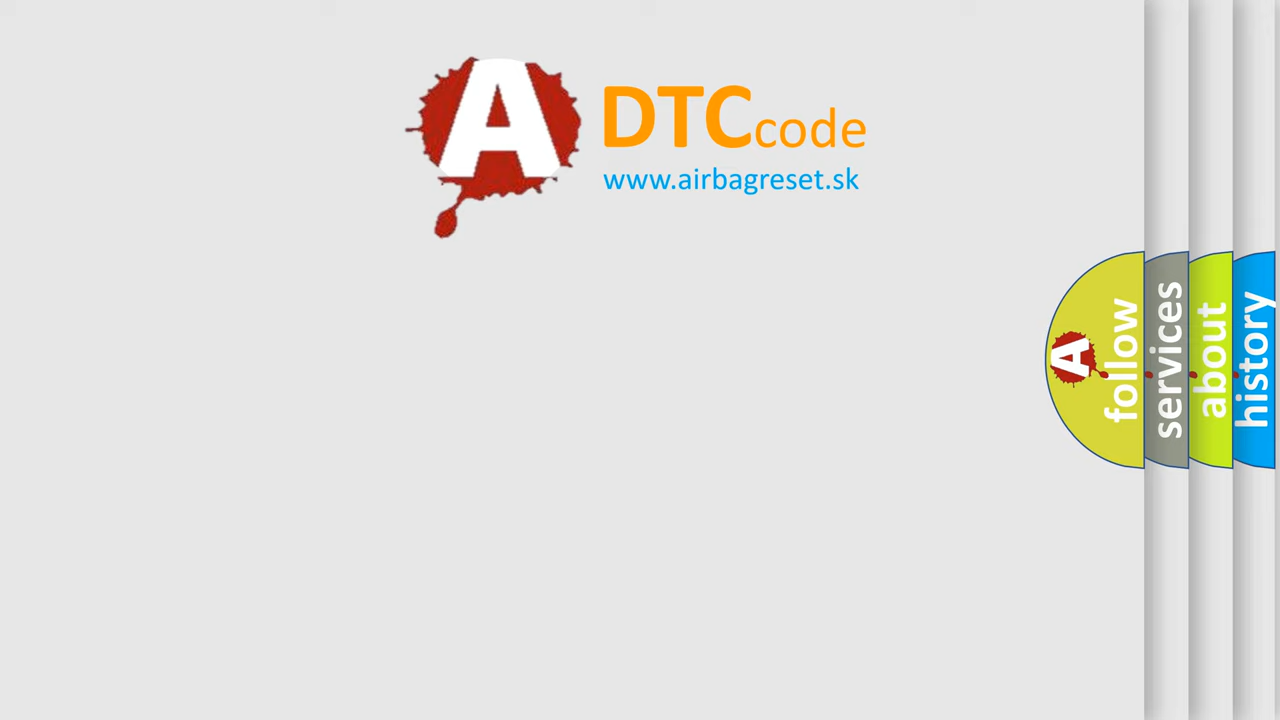 A
DTCcode
www.airbagreset.sk
A
follow
services
about
history